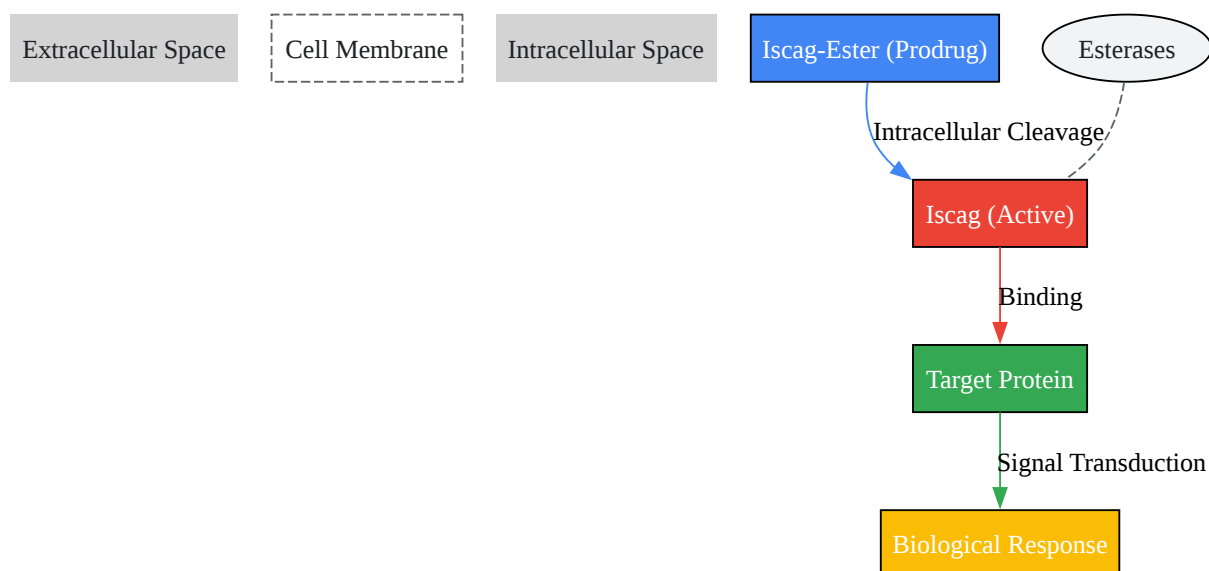 Extracellular Space
Cell Membrane
Intracellular Space
Iscag-Ester (Prodrug)
Esterases
Intracellular Cleavage
Iscag (Active)
Binding
Target Protein
Signal Transduction
Biological Response